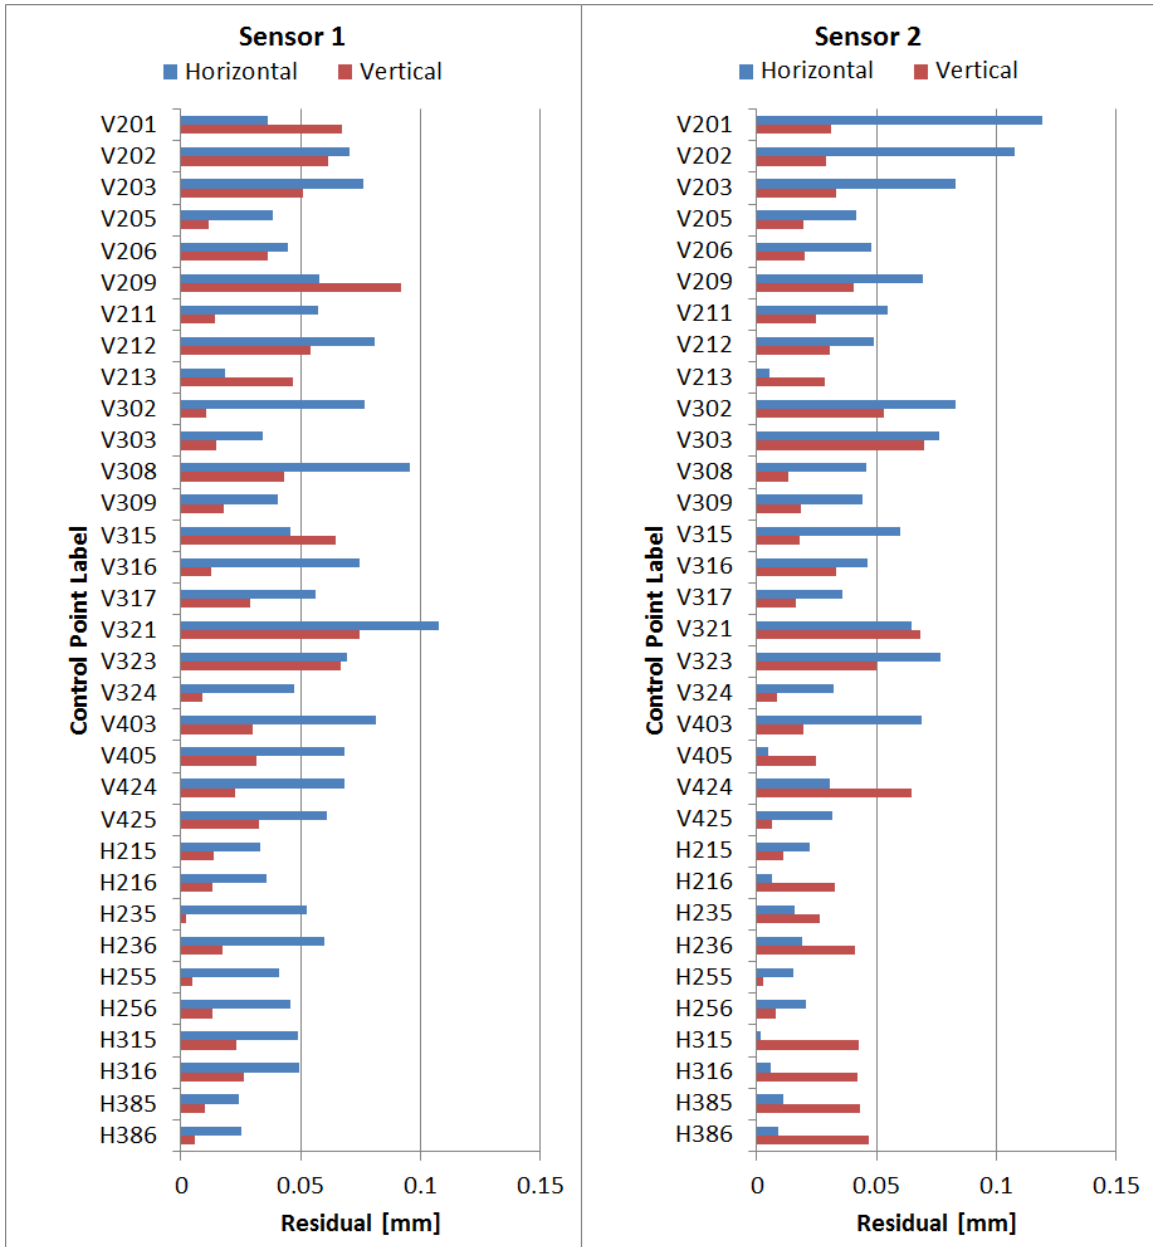 Sensor 1
Horizontal Vertical
Control Point Label
V201
V202
V203
V205
V206
V209
V211
V212
V213
V302
V303
V308
V309
V315
V316
V317
V321
V323
V324
V403
V405
V424
V425
H215
H216
H235
H236
H255
H256
H315
H316
H385
H386
0 0.05 0.1 0.15
Residual [mm]
Sensor 2
Horizontal Vertical
Control Point Label
V201
V202
V203
V205
V206
V209
V211
V212
V213
V302
V303
V308
V309
V315
V316
V317
V321
V323
V324
V403
V405
V424
V425
H215
H216
H235
H236
H255
H256
H315
H316
H385
H386
0 0.05 0.1 0.15
Residual [mm]